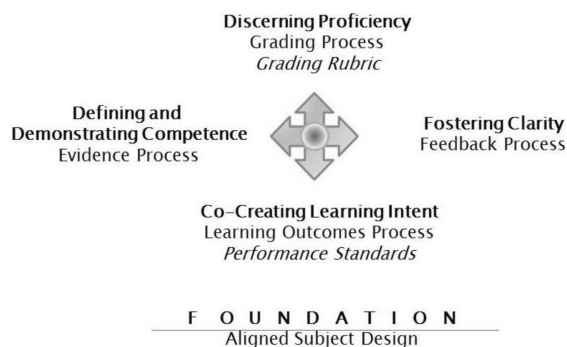 Discerning Proficiency
Grading Process
Grading Rubric
Defining and
Demonstrating Competence
Evidence Process
Fostering Clarity
Feedback Process
Co-Creating Learning Intent
Learning Outcomes Process
Performance Standards
F O U N D A T I O N
Aligned Subject Design